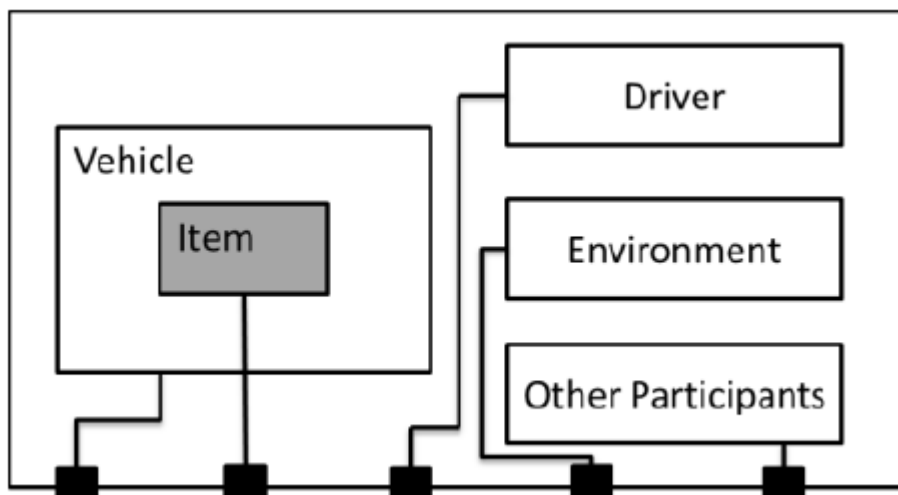 Driver
Vehicle
Item
Environment
Other Participants